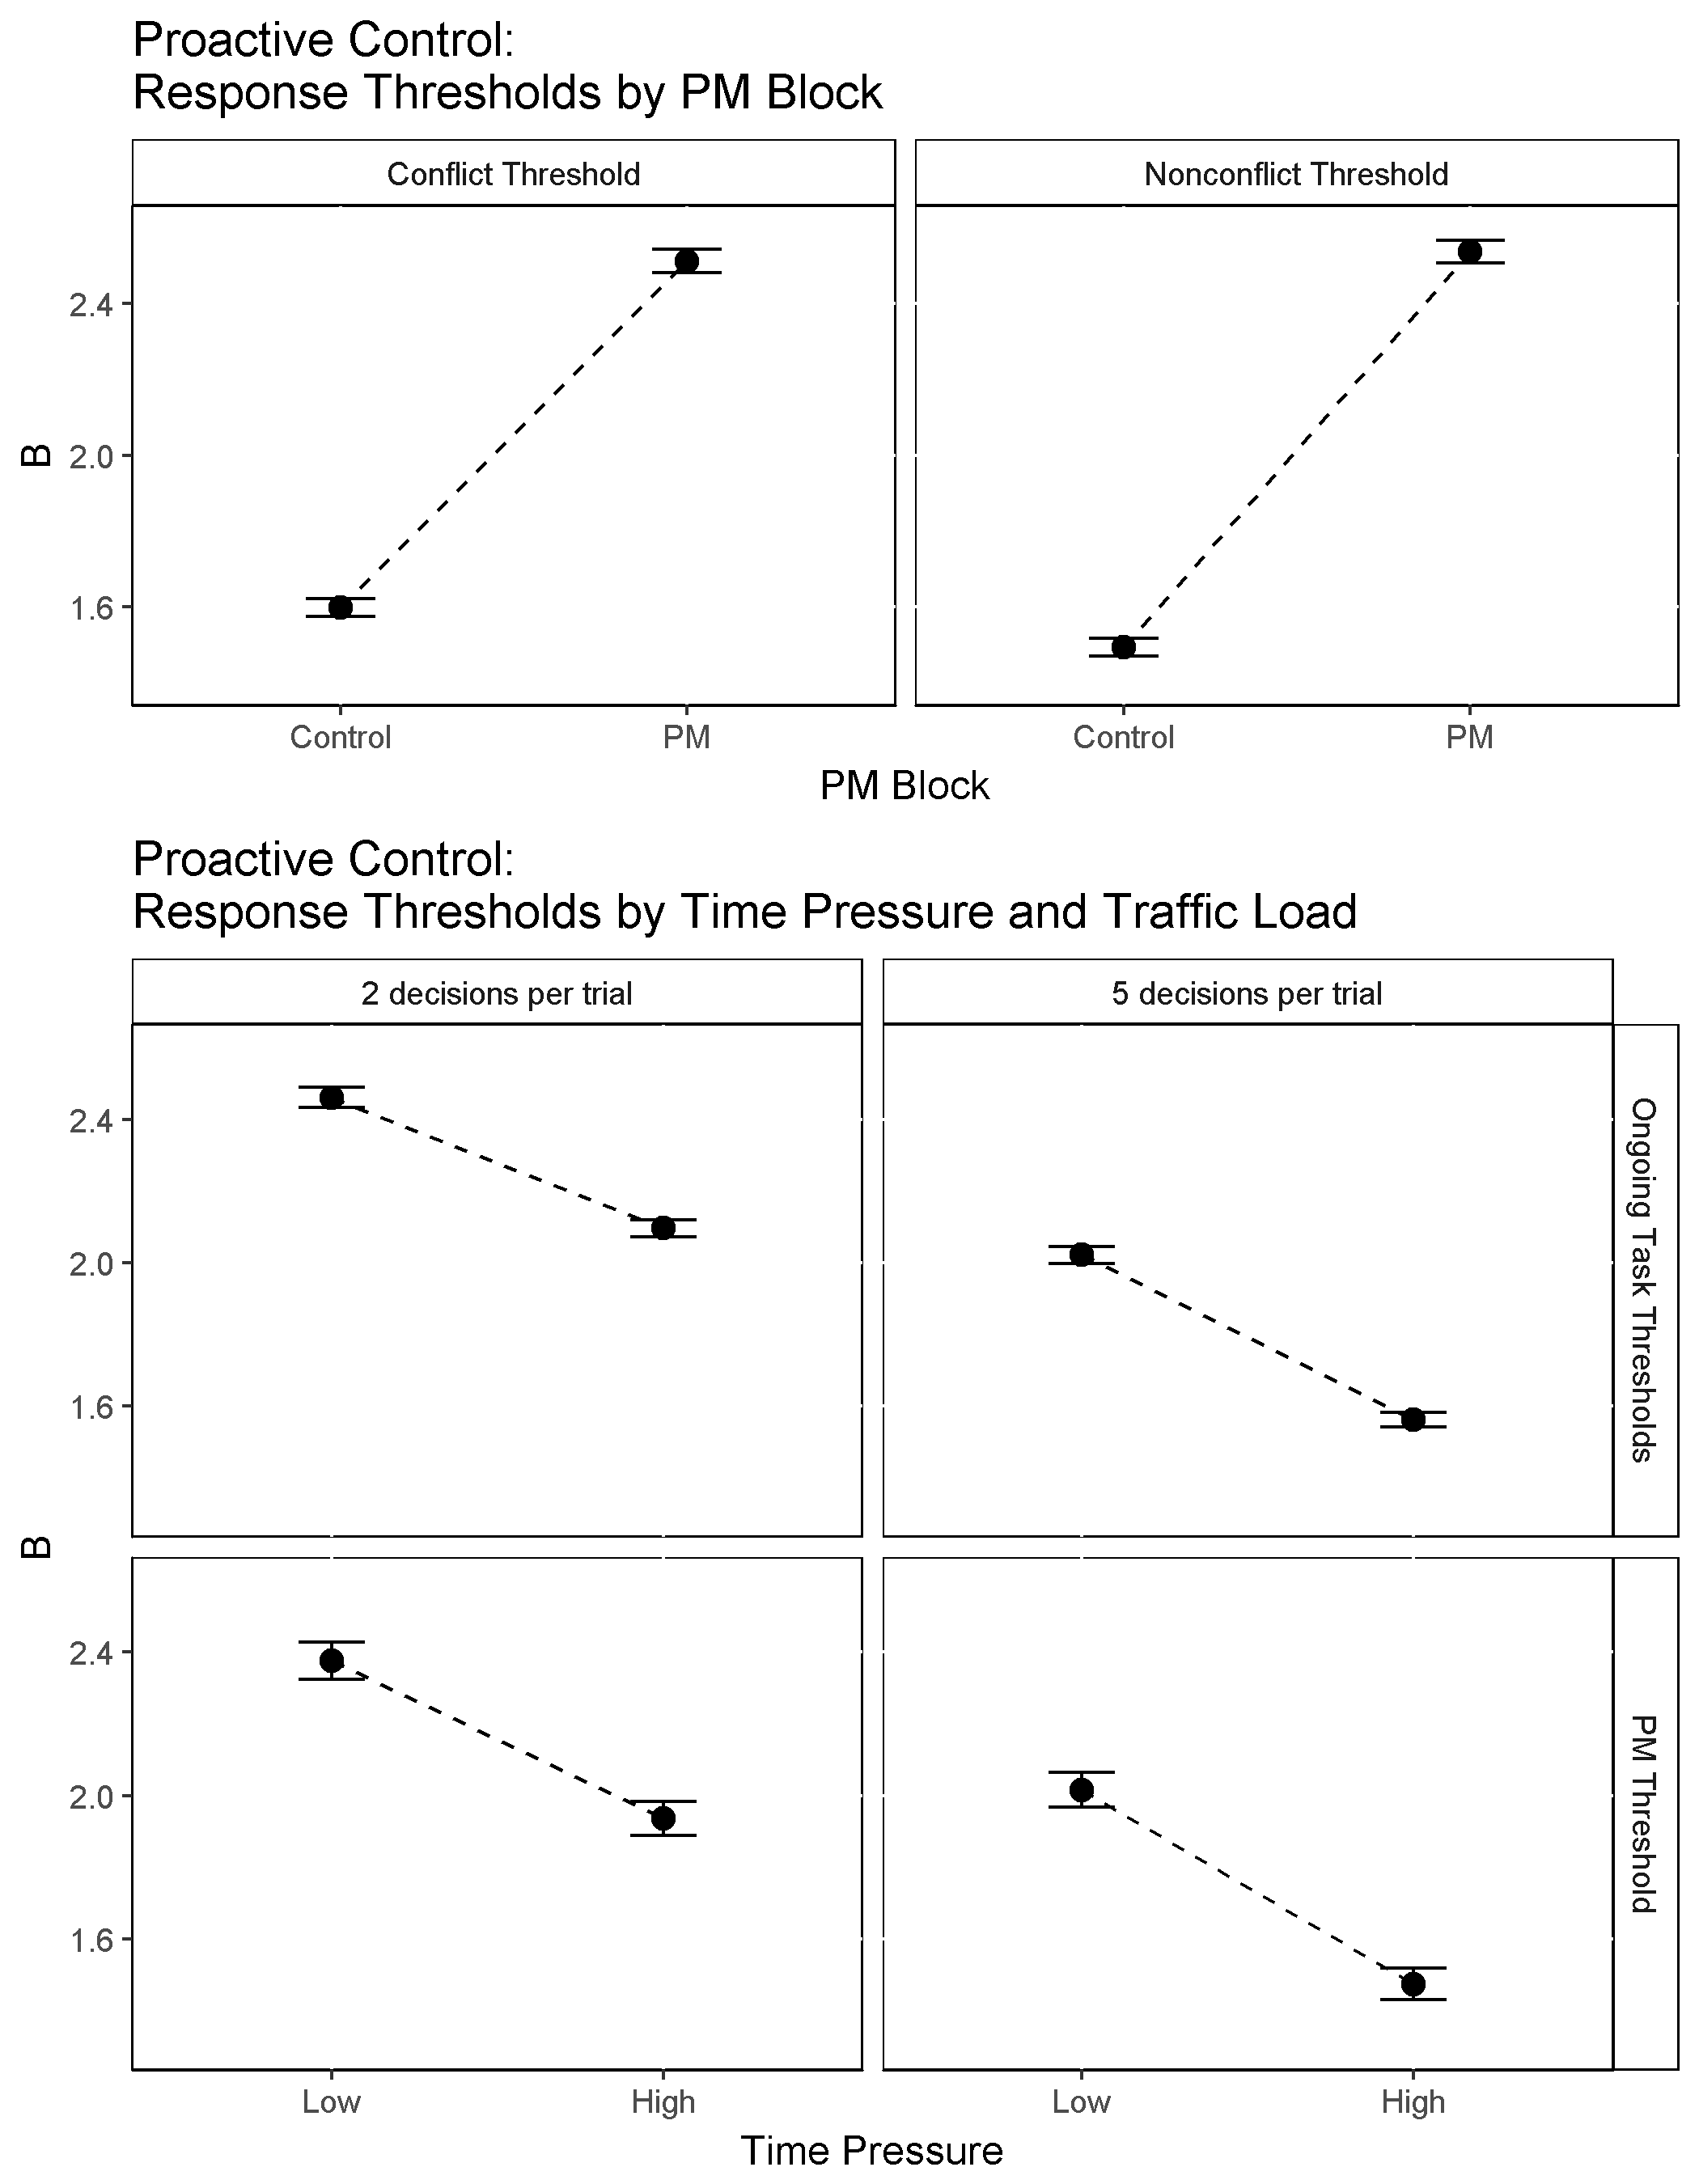 Proactive Control:
Response Thresholds by PM Block
Conflict Threshold
Nonconflict Threshold
B
2.4
2.0
1.6
Control
PM
Control
PM
PM Block
Proactive Control:
Response Thresholds by Time Pressure and Traffic Load
2 decisions per trial
5 decisions per trial
2.4
2.0
1.6
Ongoing Task Thresholds
B
2.4
2.0
1.6
PM Threshold
Low
High
Low
High
Time Pressure